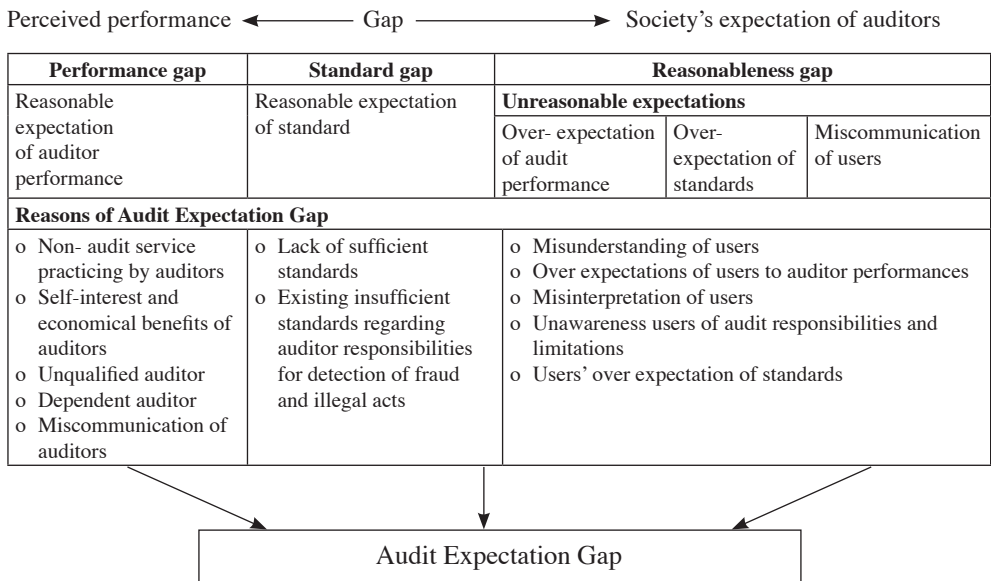 Perceived performance Gap Society's expectation of auditors
Performance gap Standard gap Reasonableness gap
Reasonable
expectation
of auditor
performance
Reasonable expectation
of standard
Unreasonable expectations
Over- expectation
of audit
performance
Over-
expectation of
standards
Miscommunication
of users
Reasons of Audit Expectation Gap
o Non- audit service
practicing by auditors
o Self-interest and
economical benefits of
auditors
o Unqualified auditor
o Dependent auditor
o Miscommunication of
auditors
o Lack of sufficient
standards
o Existing insufficient
standards regarding
auditor responsibilities
for detection of fraud
and illegal acts
o Misunderstanding of users
o Over expectations of users to auditor performances
o Misinterpretation of users
o Unawareness users of audit responsibilities and
limitations
o Users' over expectation of standards
Audit Expectation Gap